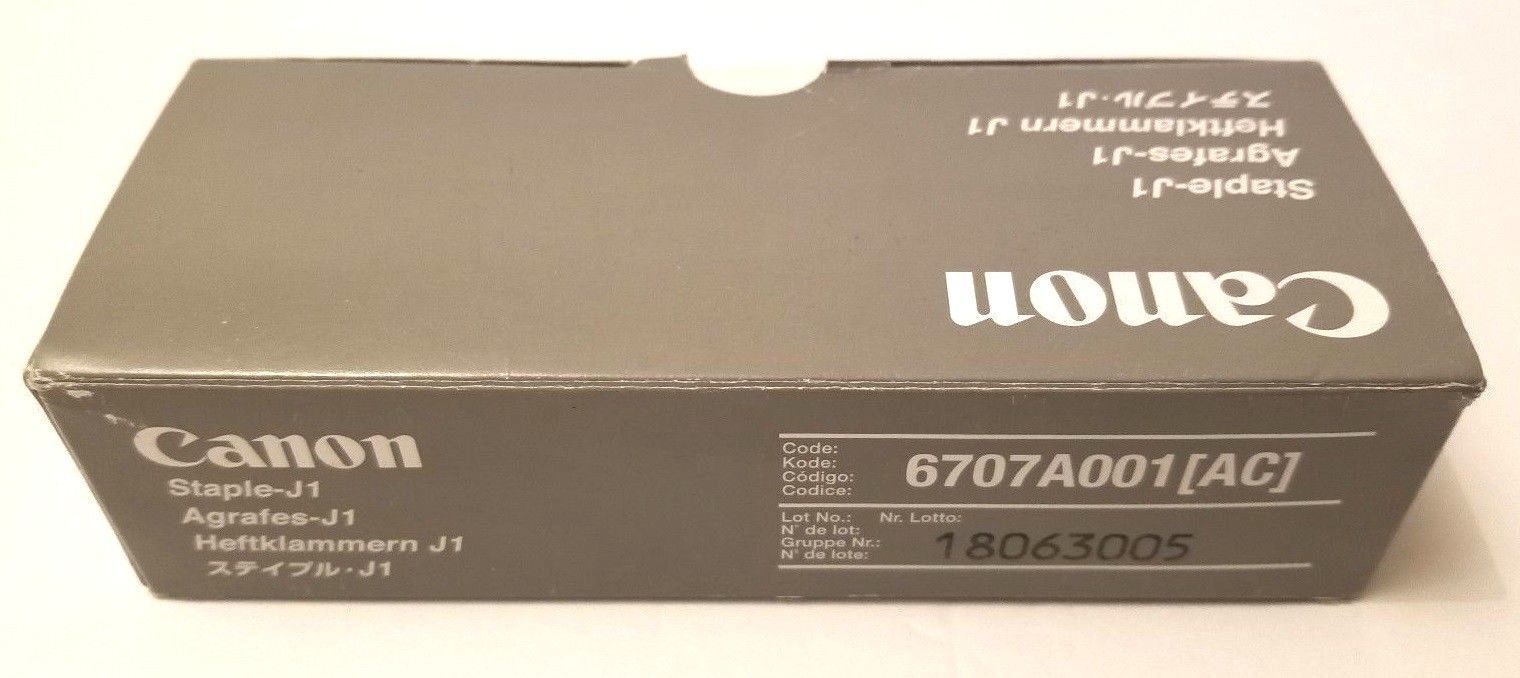 ステイプル・J1
Heftklammern J1
Agrafes-J1
Staple-J1
Canon
Canon
Staple-J1
Agrafes-J1
Heftklammern J1
ステイプル・J1
Code:
Kode:
Código:
Codice:
6707A001[AC]
Lot No.: Nr. Lotto:
N° de lot:
Gruppe Nr.:
N° de lote:
18063005